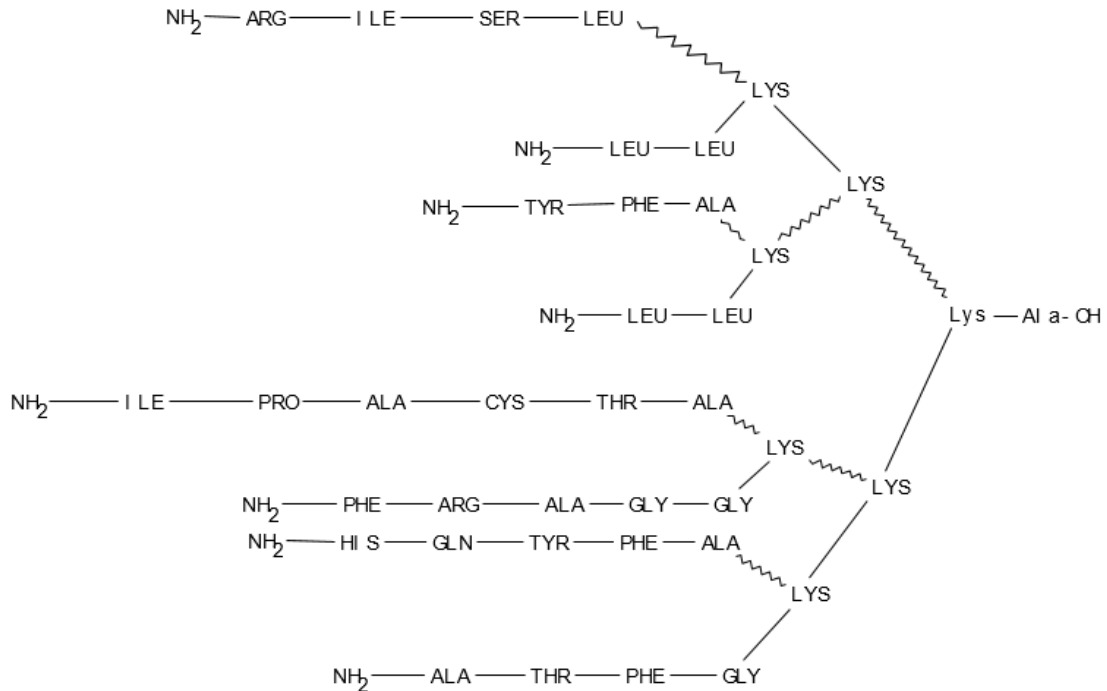 NH2 ARG ILE SER LEU
LYS
NH2 LEU LEU
LYS
NH2 TYR PHE ALA
LYS
NH2 LEU LEU
Lys Ala-OH
NH2 ILE PRO ALA CYS THR ALA
LYS
LYS
NH2 PHE ARG ALA GLY GLY
NH2 HIS GLN TYR PHE ALA
LYS
NH2 ALA THR PHE GLY